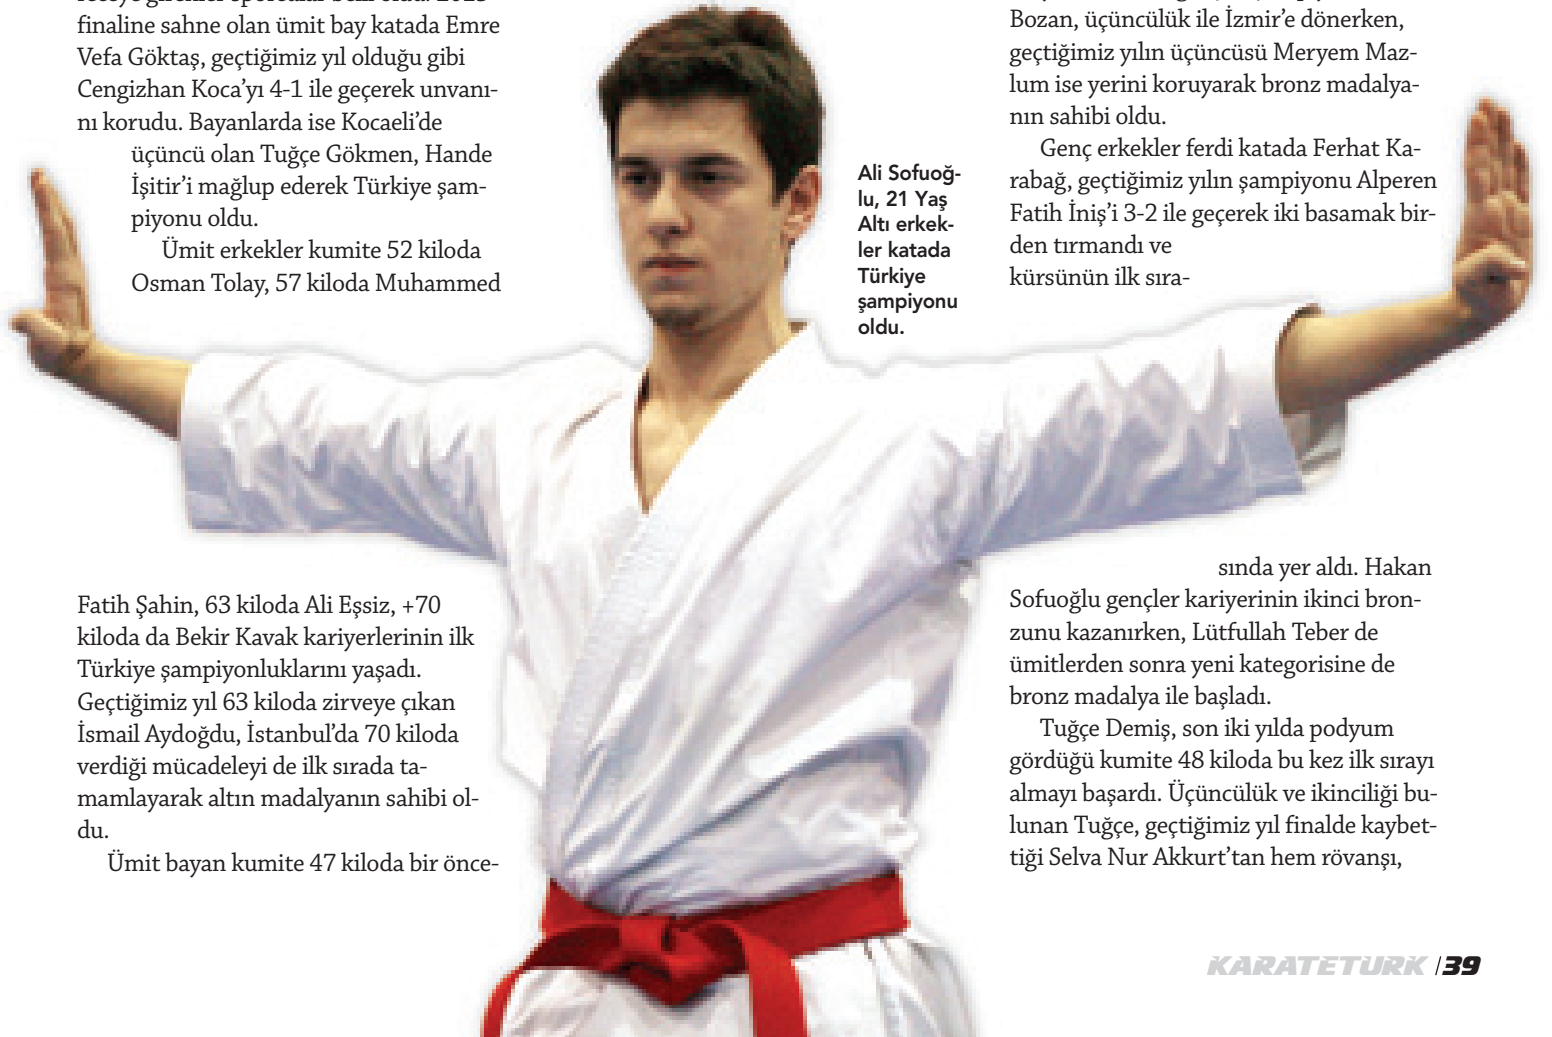 finaline sahne olan ümit bay katada Emre
Vefa Göktaş, geçtiğimiz yıl olduğu gibi
Cengizhan Koca’yı 4-1 ile geçerek unvanı-
nı korudu. Bayanlarda ise Kocaeli’de
üçüncü olan Tuğçe Gökmen, Hande
İşitir’i mağlup ederek Türkiye şam-
piyonu oldu.
Ümit erkekler kumite 52 kiloda
Osman Tolay, 57 kiloda Muhammed
Fatih Şahin, 63 kiloda Ali Eşsiz, +70
kiloda da Bekir Kavak kariyerlerinin ilk
Türkiye şampiyonluklarını yaşadı.
Geçtiğimiz yıl 63 kiloda zirveye çıkan
İsmail Aydoğdu, İstanbul’da 70 kiloda
verdiği mücadeleyi de ilk sırada ta-
mamlayarak altın madalyanın sahibi ol-
du.
Ümit bayan kumite 47 kiloda bir önce-
Ali Sofuoğ-
lu, 21 Yaş
Altı erkek-
ler katada
Türkiye
şampiyonu
oldu.
Bozan, üçüncülük ile İzmir’e dönerken,
geçtiğimiz yılın üçüncüsü Meryem Maz-
lum ise yerini koruyarak bronz madalya-
nın sahibi oldu.
Genç erkekler ferdi katada Ferhat Ka-
rabağ, geçtiğimiz yılın şampiyonu Alperen
Fatih İniş’i 3-2 ile geçerek iki basamak bir-
den tırmandı ve
kürsünün ilk sıra-
sında yer aldı. Hakan
Sofuoğlu gençler kariyerinin ikinci bron-
zunu kazanırken, Lütfullah Teber de
ümitlerden sonra yeni kategorisine de
bronz madalya ile başladı.
Tuğçe Demiş, son iki yılda podyum
gördüğü kumite 48 kiloda bu kez ilk sırayı
almayı başardı. Üçüncülük ve ikinciliği bu-
lunan Tuğçe, geçtiğimiz yıl finalde kaybet-
tiği Selva Nur Akkurt’tan hem rövanşı,
KARATETURK /39